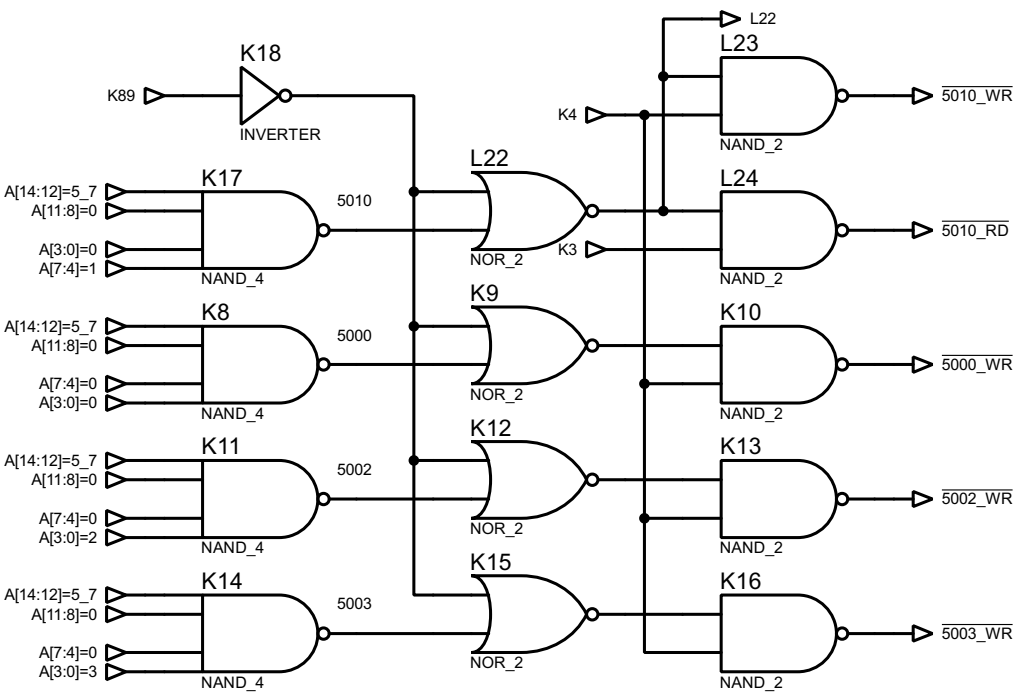 L22
L23
K18
K89
5010_WR
K4
INVERTER
NAND_2
L22
L24
K17
A[14:12]=5_7
5010
A[11:8]=0
5010_RD
K3
A[3:0]=0
NOR_2
A[7:4]=1
NAND_4
NAND_2
K9
K8
K10
A[14:12]=5_7
5000
A[11:8]=0
5000_WR
A[7:4]=0
NOR_2
A[3:0]=0
NAND_4
NAND_2
K12
K11
K13
A[14:12]=5_7
5002
A[11:8]=0
5002_WR
A[7:4]=0
NOR_2
A[3:0]=2
NAND_4
NAND_2
K15
K14
K16
A[14:12]=5_7
5003
A[11:8]=0
5003_WR
A[7:4]=0
NOR_2
A[3:0]=3
NAND_4
NAND_2